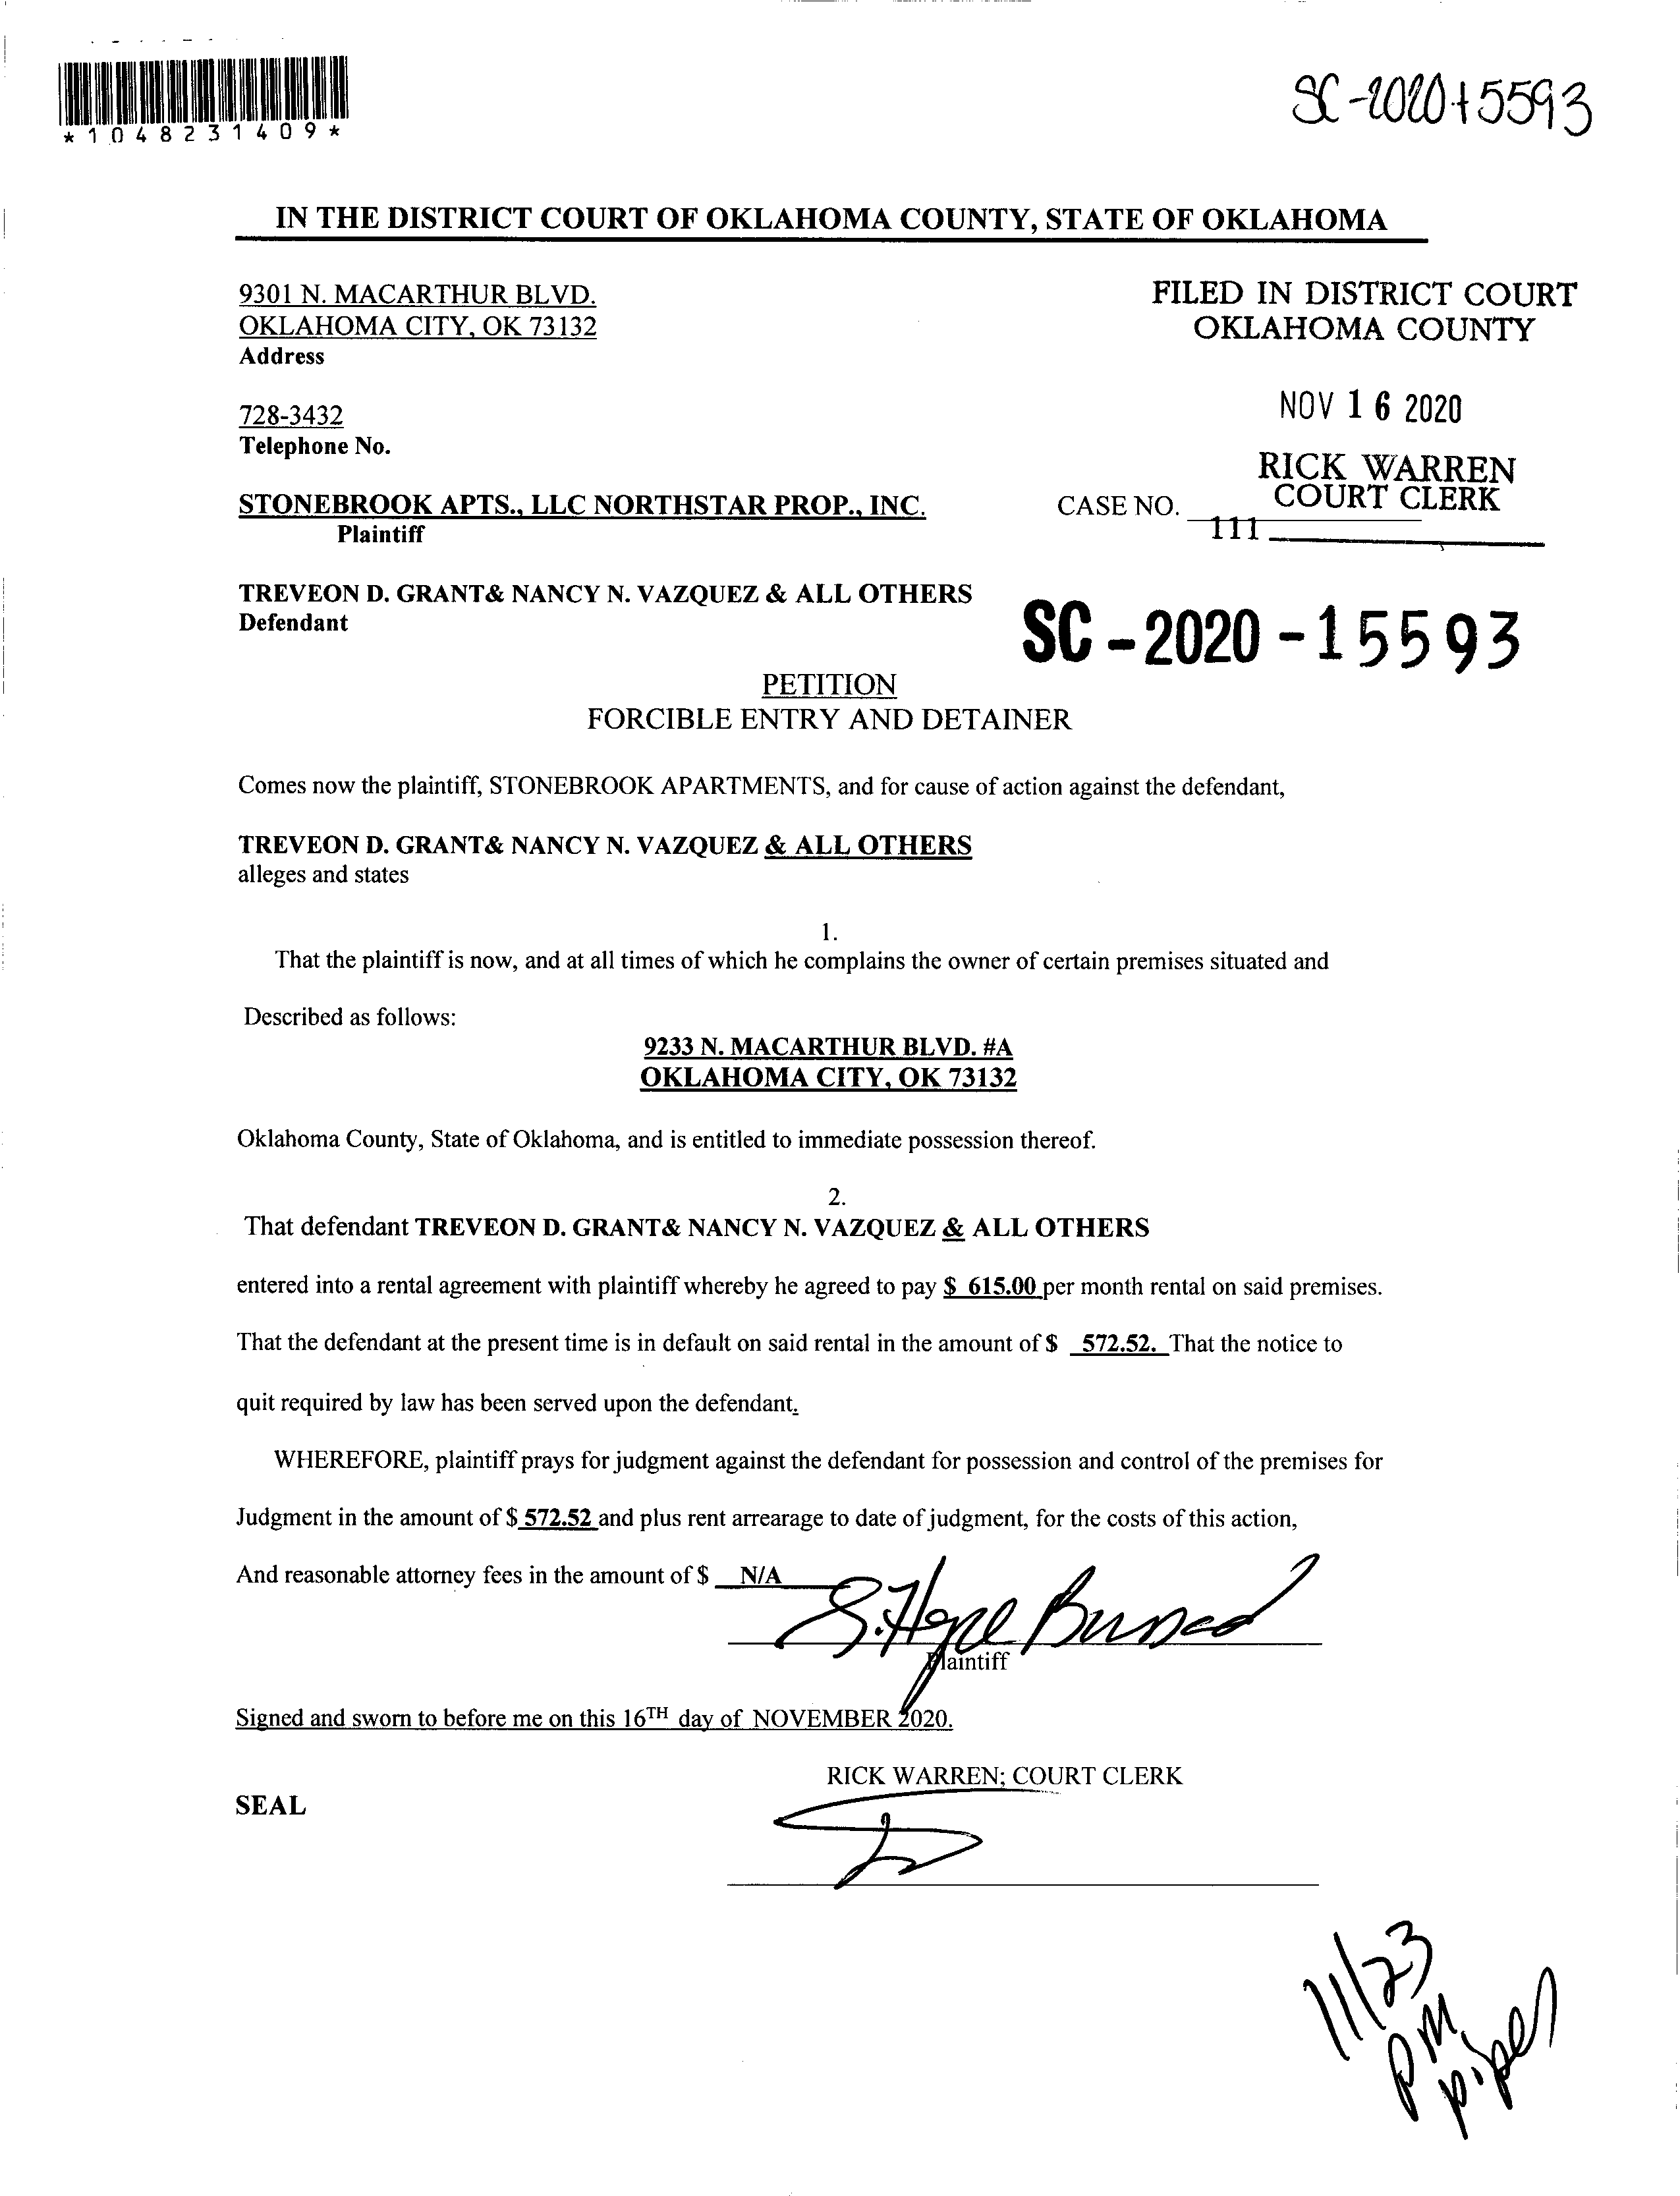 *1048231409*
SC-2020-15593
IN THE DISTRICT COURT OF OKLAHOMA COUNTY, STATE OF OKLAHOMA
9301 N. MACARTHUR BLVD.
OKLAHOMA CITY, OK 73132
Address
728-3432
Telephone No.
FILED IN DISTRICT COURT
OKLAHOMA COUNTY
NOV 16 2020
RICK WARREN
COURT CLERK
111
STONEBROOK APTS., LLC NORTHSTAR PROP., INC.
Plaintiff
CASE NO.
TREVEON D. GRANT& NANCY N. VAZQUEZ & ALL OTHERS
Defendant
SC-2020-15593
PETITION
FORCIBLE ENTRY AND DETAINER
Comes now the plaintiff, STONEBROOK APARTMENTS, and for cause of action against the defendant,
TREVEON D. GRANT& NANCY N. VAZQUEZ & ALL OTHERS
alleges and states
1.
That the plaintiff is now, and at all times of which he complains the owner of certain premises situated and
Described as follows:
9233 N. MACARTHUR BLVD. #A
OKLAHOMA CITY, OK 73132
Oklahoma County, State of Oklahoma, and is entitled to immediate possession thereof.
2.
That defendant TREVEON D. GRANT& NANCY N. VAZQUEZ & ALL OTHERS
entered into a rental agreement with plaintiff whereby he agreed to pay $ 615.00 per month rental on said premises.
That the defendant at the present time is in default on said rental in the amount of $ 572.52. That the notice to
quit required by law has been served upon the defendant.
WHEREFORE, plaintiff prays for judgment against the defendant for possession and control of the premises for
Judgment in the amount of $ 572.52 and plus rent arrearage to date of judgment, for the costs of this action,
And reasonable attorney fees in the amount of $ N/A
Plaintiff
Signed and sworn to before me on this 16TH day of NOVEMBER 2020.
RICK WARREN; COURT CLERK
SEAL
11/23
PM
piper